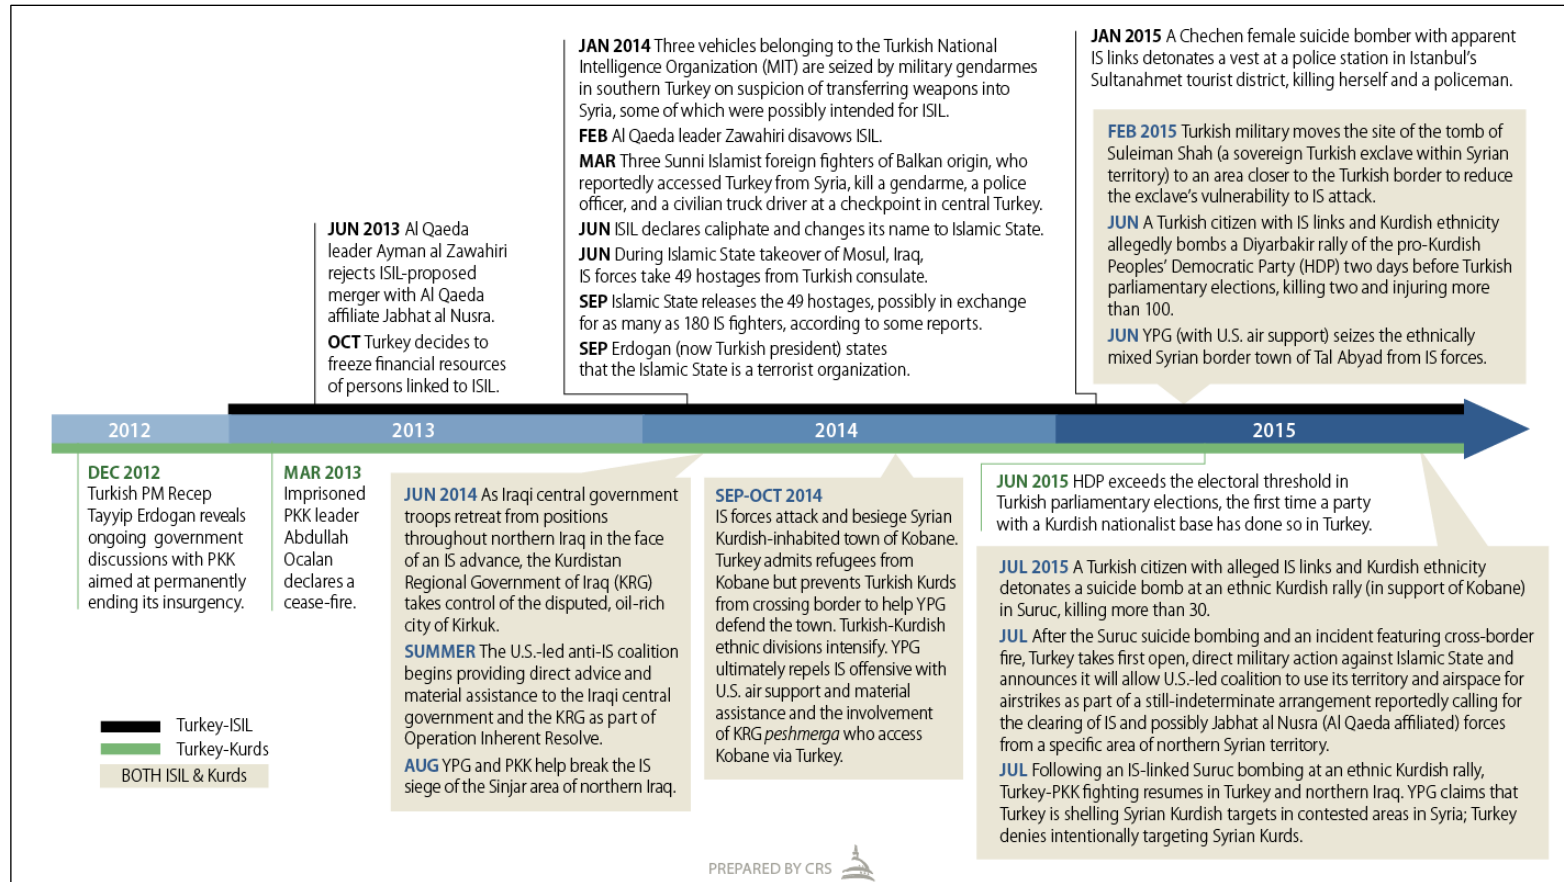 JUN 2013 Al Qaeda
leader Ayman al Zawahiri
rejects ISIL-proposed
merger with Al Qaeda
affiliate Jabhat al Nusra.
OCT Turkey decides to
freeze financial resources
of persons linked to ISIL.
JAN 2014 Three vehicles belonging to the Turkish National
Intelligence Organization (MIT) are seized by military gendarmes
in southern Turkey on suspicion of transferring weapons into
Syria, some of which were possibly intended for ISIL.
FEB Al Qaeda leader Zawahiri disavows ISIL.
MAR Three Sunni Islamist foreign fighters of Balkan origin, who
reportedly accessed Turkey from Syria, kill a gendarme, a police
officer, and a civilian truck driver at a checkpoint in central Turkey.
JUN ISIL declares caliphate and changes its name to Islamic State.
JUN During Islamic State takeover of Mosul, Iraq,
IS forces take 49 hostages from Turkish consulate.
SEP Islamic State releases the 49 hostages, possibly in exchange
for as many as 180 IS fighters, according to some reports.
SEP Erdogan (now Turkish president) states
that the Islamic State is a terrorist organization.
JAN 2015 A Chechen female suicide bomber with apparent
IS links detonates a vest at a police station in Istanbul's
Sultanahmet tourist district, killing herself and a policeman.
FEB 2015 Turkish military moves the site of the tomb of
Suleiman Shah (a sovereign Turkish exclave within Syrian
territory) to an area closer to the Turkish border to reduce
the exclave's vulnerability to IS attack.
JUN A Turkish citizen with IS links and Kurdish ethnicity
allegedly bombs a Diyarbakir rally of the pro-Kurdish
Peoples' Democratic Party (HDP) two days before Turkish
parliamentary elections, killing two and injuring more
than 100.
JUN YPG (with U.S. air support) seizes the ethnically
mixed Syrian border town of Tal Abyad from IS forces.
2012
2013
2014
2015
DEC 2012
Turkish PM Recep
Tayyip Erdogan reveals
ongoing government
discussions with PKK
aimed at permanently
ending its insurgency.
MAR 2013
Imprisoned
PKK leader
Abdullah
Ocalan
declares a
cease-fire.
JUN 2014 As Iraqi central government
troops retreat from positions
throughout northern Iraq in the face
of an IS advance, the Kurdistan
Regional Government of Iraq (KRG)
takes control of the disputed, oil-rich
city of Kirkuk.
SUMMER The U.S.-led anti-IS coalition
begins providing direct advice and
material assistance to the Iraqi central
government and the KRG as part of
Operation Inherent Resolve.
AUG YPG and PKK help break the IS
siege of the Sinjar area of northern Iraq.
SEP-OCT 2014
IS forces attack and besiege Syrian
Kurdish-inhabited town of Kobane.
Turkey admits refugees from
Kobane but prevents Turkish Kurds
from crossing border to help YPG
defend the town. Turkish-Kurdish
ethnic divisions intensify. YPG
ultimately repels IS offensive with
U.S. air support and material
assistance and the involvement
of KRG peshmerga who access
Kobane via Turkey.
JUN 2015 HDP exceeds the electoral threshold in
Turkish parliamentary elections, the first time a party
with a Kurdish nationalist base has done so in Turkey.
JUL 2015 A Turkish citizen with alleged IS links and Kurdish ethnicity
detonates a suicide bomb at an ethnic Kurdish rally (in support of Kobane)
in Suruc, killing more than 30.
JUL After the Suruc suicide bombing and an incident featuring cross-border
fire, Turkey takes first open, direct military action against Islamic State and
announces it will allow U.S.-led coalition to use its territory and airspace for
airstrikes as part of a still-indeterminate arrangement reportedly calling for
the clearing of IS and possibly Jabhat al Nusra (Al Qaeda affiliated) forces
from a specific area of northern Syrian territory.
JUL Following an IS-linked Suruc bombing at an ethnic Kurdish rally,
Turkey-PKK fighting resumes in Turkey and northern Iraq. YPG claims that
Turkey is shelling Syrian Kurdish targets in contested areas in Syria; Turkey
denies intentionally targeting Syrian Kurds.
Turkey-ISIL
Turkey-Kurds
BOTH ISIL & Kurds
PREPARED BY CRS